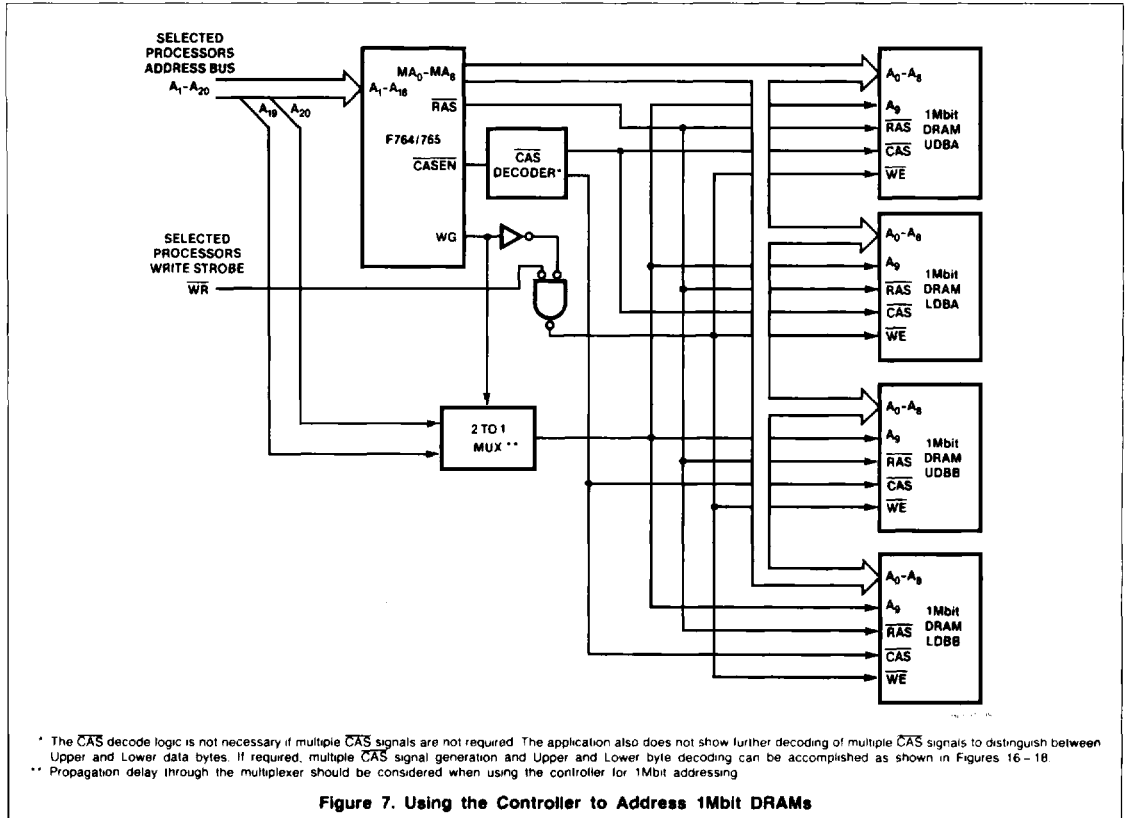 SELECTED
PROCESSORS
ADDRESS BUS
A1-A20
A19
A20
MA0-MA8
A1-A18
RAS
F764/765
CASEN
WG
CAS
DECODER*
SELECTED
PROCESSORS
WRITE STROBE
WR
2 TO 1
MUX **
A0-A8
A9
RAS
CAS
WE
1Mbit
DRAM
UDBA
A0-A8
A9
RAS
CAS
WE
1Mbit
DRAM
LDBA
A0-A8
A9
RAS
CAS
WE
1Mbit
DRAM
UDBB
A0-A8
A9
RAS
CAS
WE
1Mbit
DRAM
LDBB
* The CAS decode logic is not necessary if multiple CAS signals are not required The application also does not show further decoding of multiple CAS signals to distinguish between
Upper and Lower data bytes. If required, multiple CAS signal generation and Upper and Lower byte decoding can be accomplished as shown in Figures 16-18.
** Propagation delay through the multiplexer should be considered when using the controller for 1Mbit addressing
Figure 7. Using the Controller to Address 1Mbit DRAMs